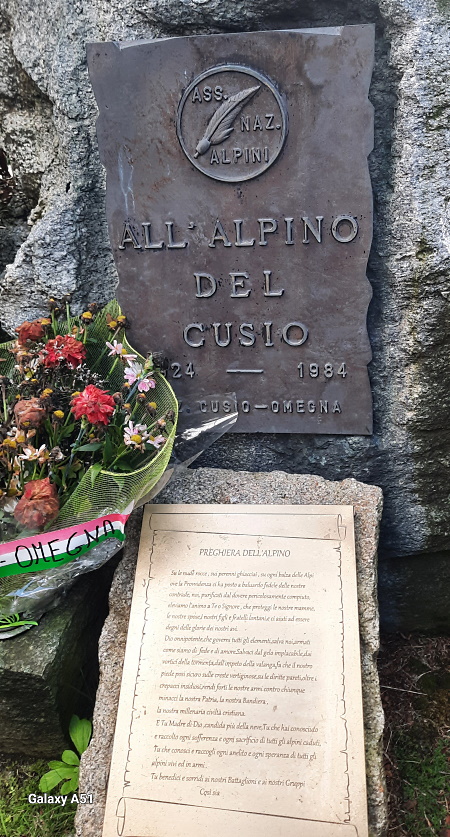 ASS.
NAZ.
ALPINI
ALL'ALPINO
DEL
CUSIO
24 — 1984
CUSIO—OMEGNA
-OMEGNA
PREGHIERA DELL'ALPINO
Su le nude rocce, sui perenni ghiacciai, su ogni balza delle Alpi
ove la Provvidenza ci ha posto a baluardo fedele delle nostre
contrade, noi, purificati dal dovere pericolosamente compiuto,
eleviamo l'animo a Te o Signore, che proteggi le nostre mamme,
le nostre spose, i nostri figli e fratelli lontani e ci aiuti ad essere
degni delle glorie dei nostri avi.
Dio onnipotente, che governi tutti gli elementi, salva noi, armati
come siamo di fede e di amore. Salvaci dal gelo implacabile, dai
vortici della tormenta, dall'impeto della valanga, fa che il nostro
piede posi sicuro sulle creste vertiginose, su le diritte pareti, oltre i
crepacci insidiosi, rendi forti le nostre armi contro chiunque
minacci la nostra Patria, la nostra Bandiera,
la nostra millenaria civiltà cristiana.
E Tu Madre di Dio, candida più della neve, Tu che hai conosciuto
e raccolto ogni sofferenza e ogni sacrificio di tutti gli alpini caduti,
Tu che conosci e raccogli ogni anelito e ogni speranza di tutti gli
alpini vivi ed in armi.
Tu benedici e sorridi ai nostri Battaglioni e ai nostri Gruppi
Così sia
Galaxy A51